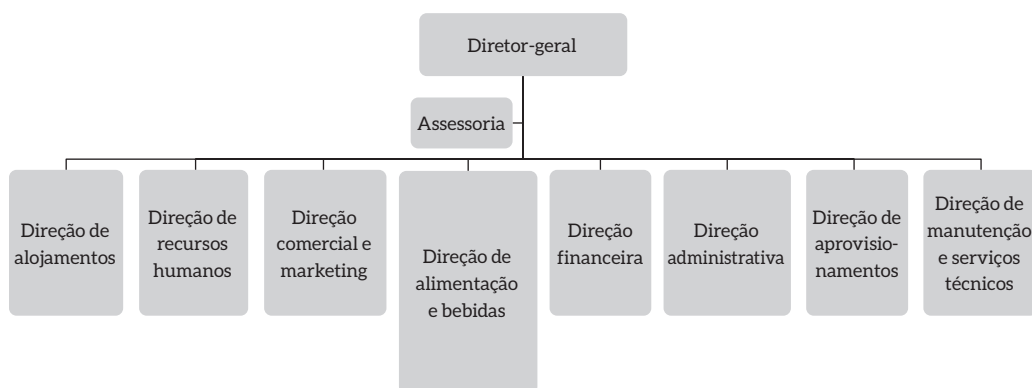 Diretor-geral
Assessoria
Direção de
alojamentos
Direção de
recursos
humanos
Direção
comercial e
marketing
Direção de
alimentação
e bebidas
Direção
financeira
Direção
administrativa
Direção de
aprovisio-
namentos
Direção de
manutenção
e serviços
técnicos